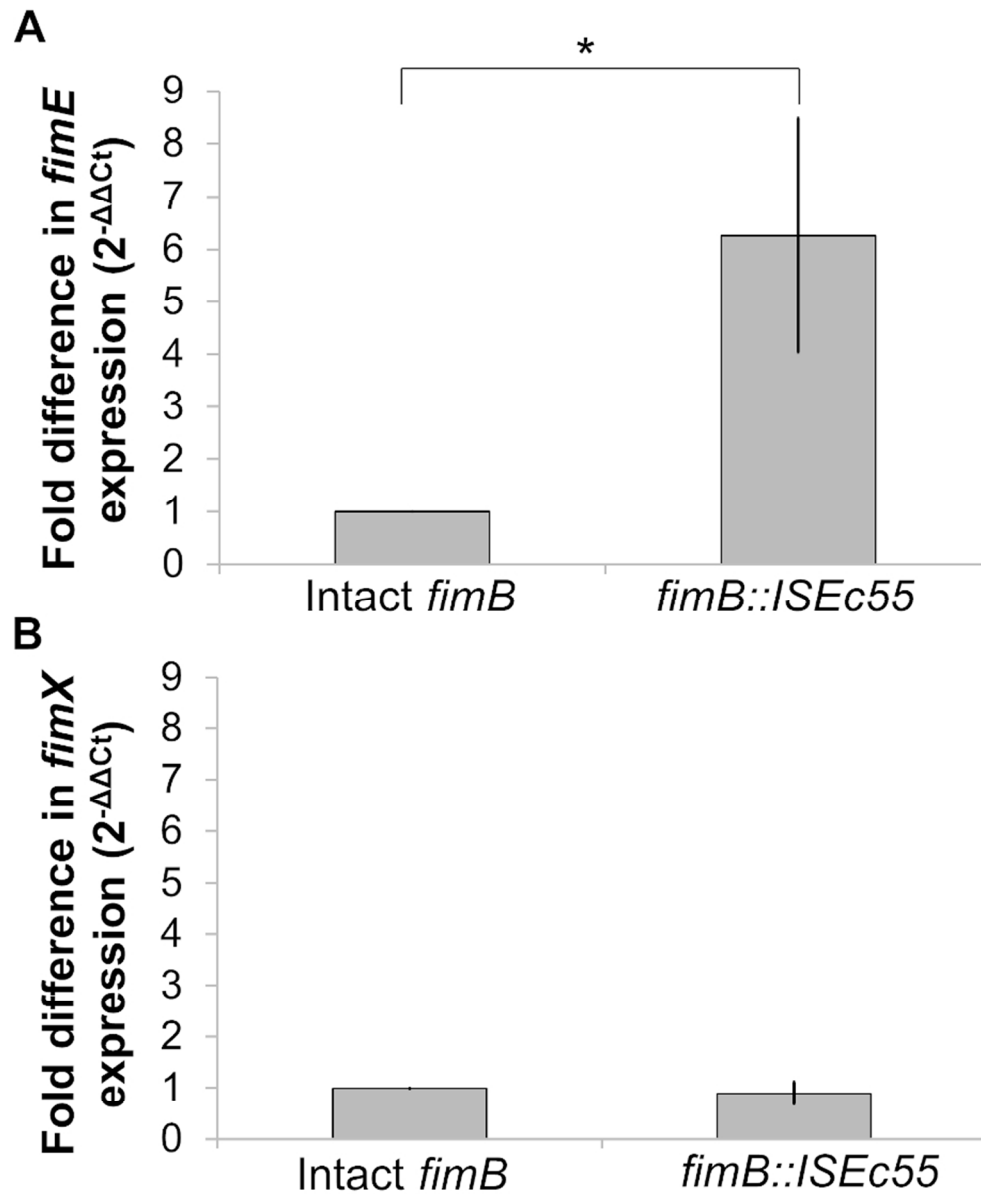 A
*
Fold difference in fimE
expression (2-ΔΔCt)
9
8
7
6
5
4
3
2
1
0
Intact fimB
fimB::ISEc55
B
Fold difference in fimX
expression (2-ΔΔCt)
9
8
7
6
5
4
3
2
1
0
Intact fimB
fimB::ISEc55